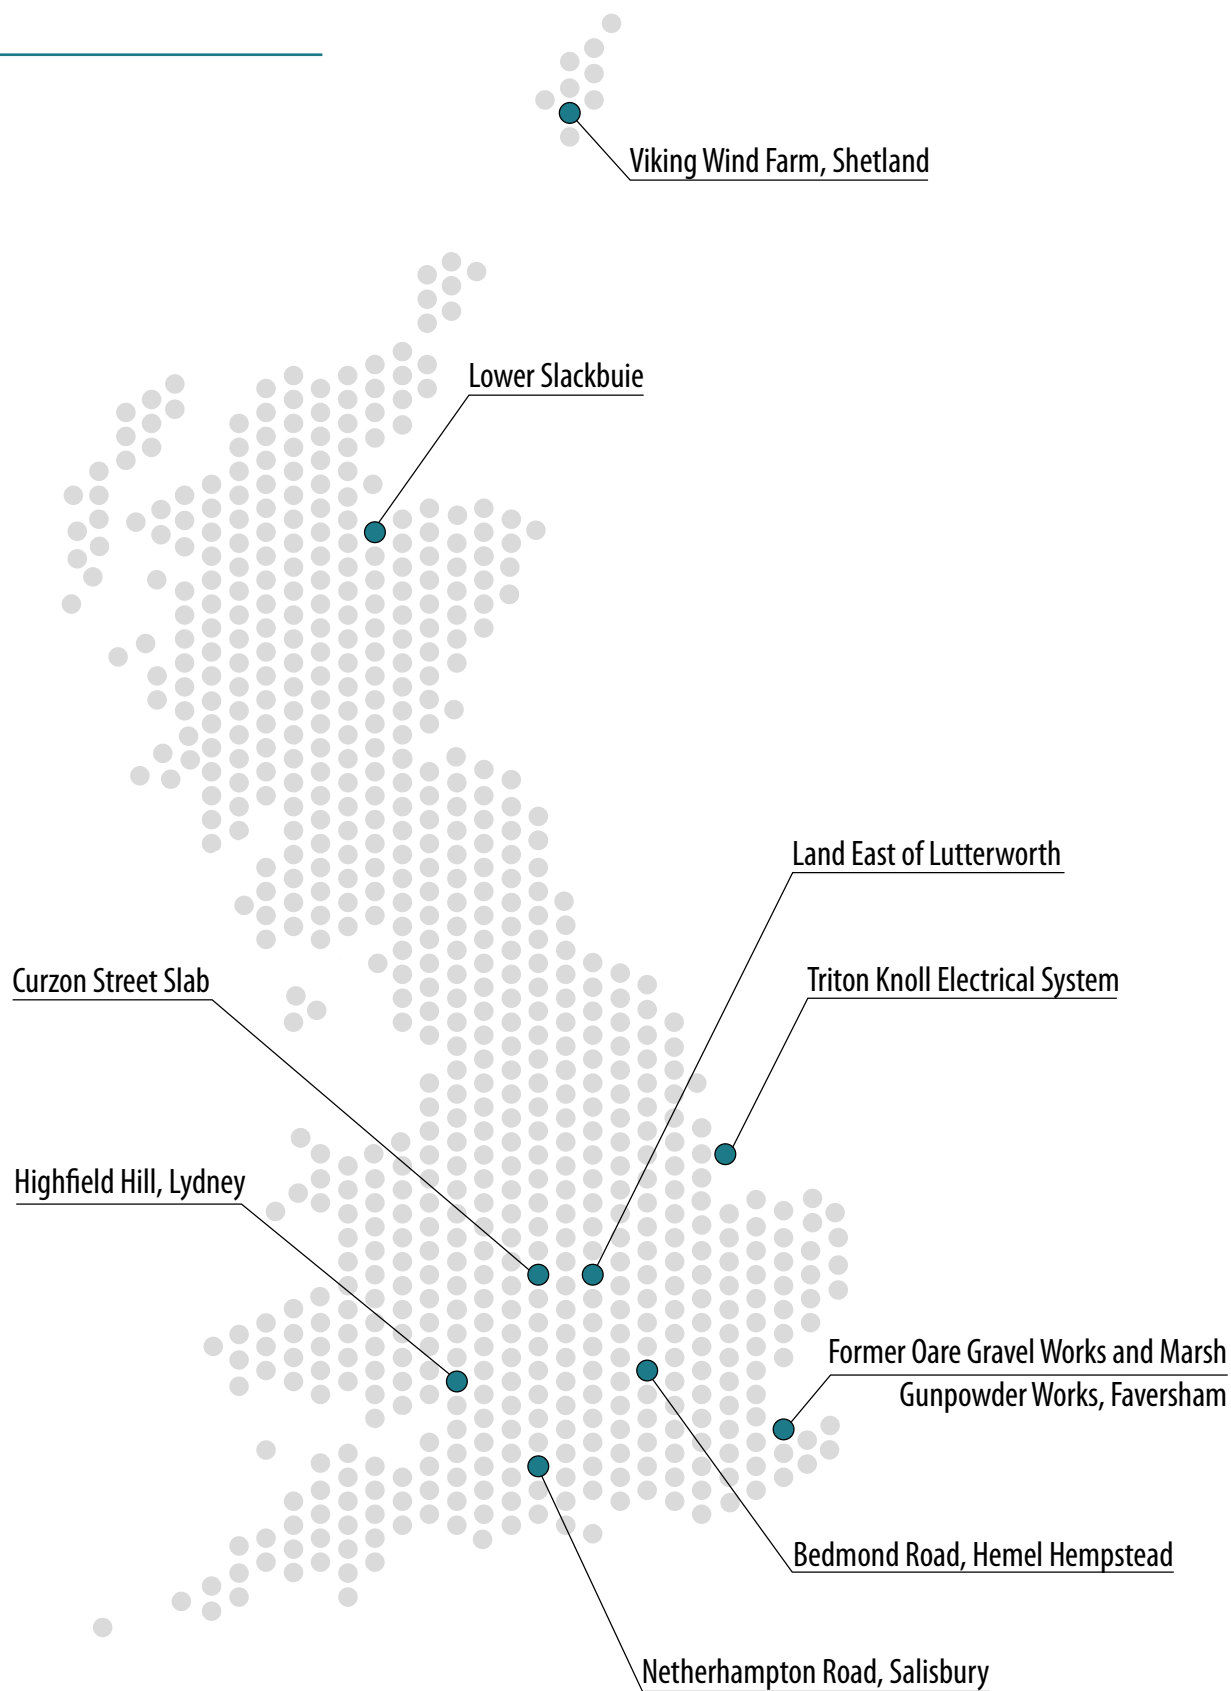 Viking Wind Farm, Shetland
Lower Slackbuie
Land East of Lutterworth
Curzon Street Slab
Triton Knoll Electrical System
Highfield Hill, Lydney
Former Oare Gravel Works and Marsh
Gunpowder Works, Faversham
Bedmond Road, Hemel Hempstead
Netherhampton Road, Salisbury